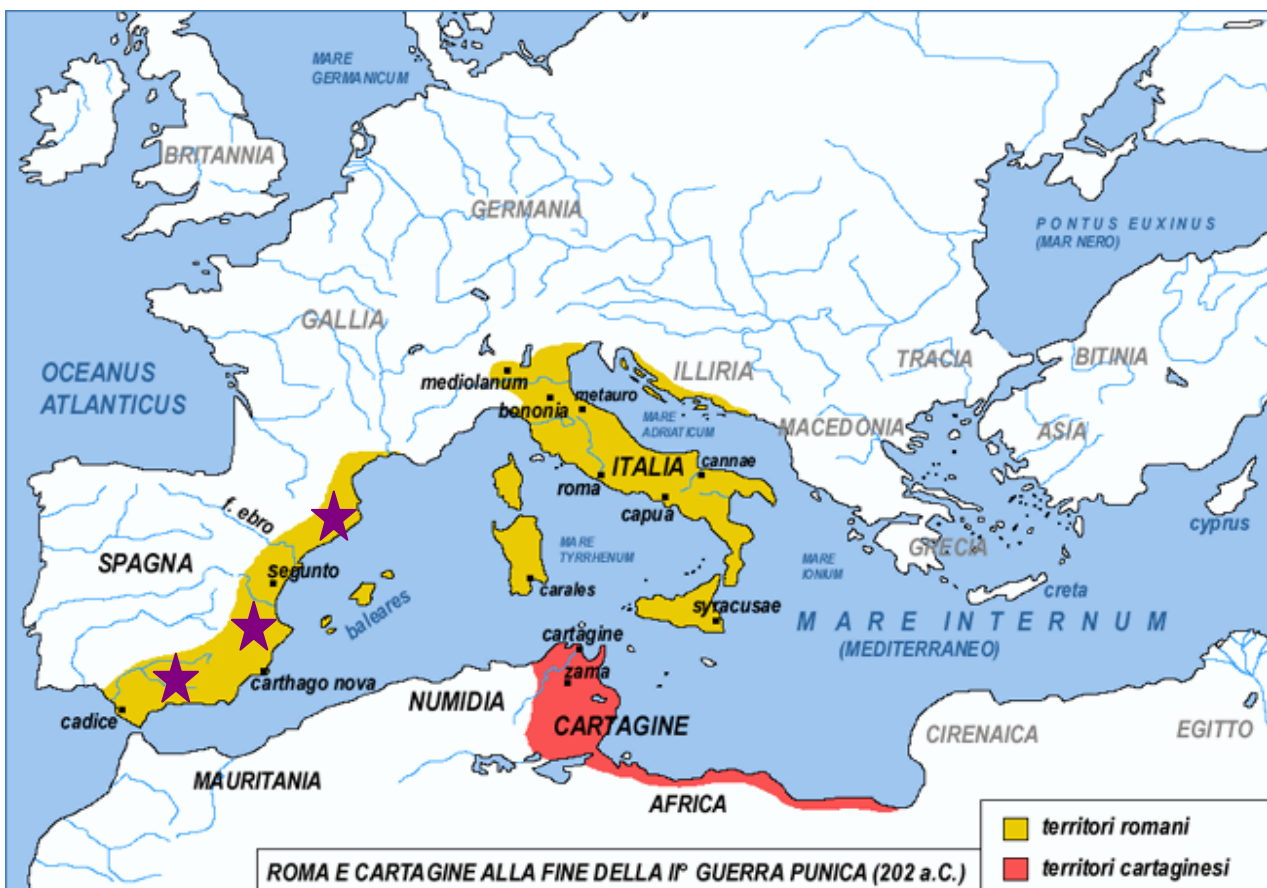 MARE
GERMANICUM
BRITANNIA
GERMANIA
PONTUS EUXINUS
(MAR NERO)
GALLIA
OCEANUS
ATLANTICUS
mediolanum
bononia
metauro
ILLIRIA
TRACIA
BITINIA
MARE
ADRIATICUM
MACEDONIA
ASIA
ITALIA
cannae
roma
capua
f. ebro
SPAGNA
segunto
baleares
MARE
TYRRHENUM
carales
MARE
IONIUM
GRECIA
cyprus
creta
syracusae
MARE INTERNUM
(MEDITERRANEO)
cartagine
zama
carthago nova
cadice
NUMIDIA
CARTAGINE
CIRENAICA
EGITTO
MAURITANIA
AFRICA
territori romani
territori cartaginesi
ROMA E CARTAGINE ALLA FINE DELLA II° GUERRA PUNICA (202 a.C.)